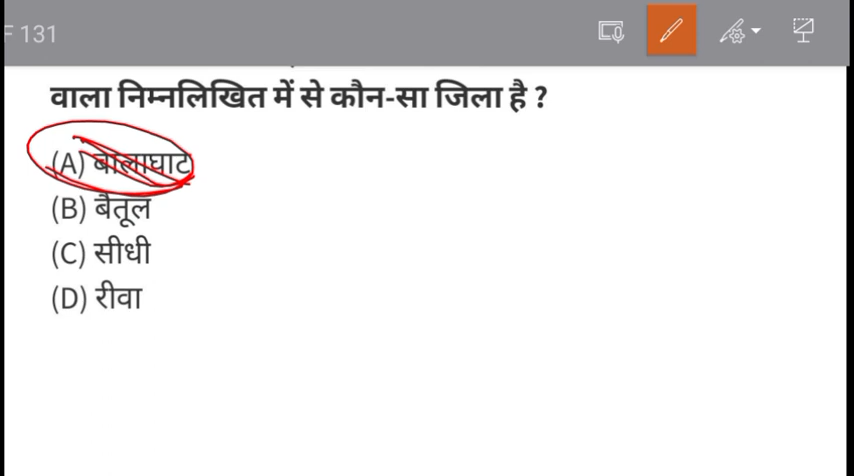 F 131
वाला निम्नलिखित में से कौन-सा जिला है ?
(A) बालाघाट
(B) बैतूल
(C) सीधी
(D) रीवा